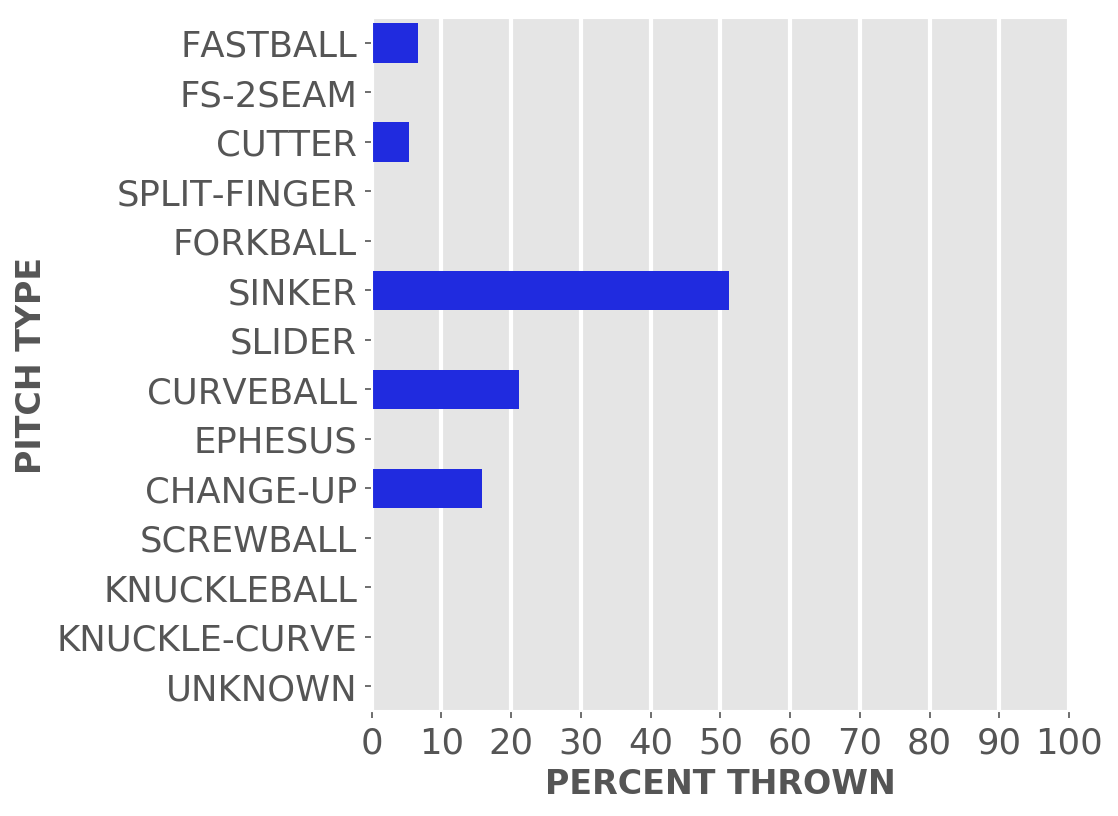 FASTBALL
FS-2SEAM
CUTTER
SPLIT-FINGER
FORKBALL
SINKER
SLIDER
CURVEBALL
EPHESUS
CHANGE-UP
SCREWBALL
KNUCKLEBALL
KNUCKLE-CURVE
UNKNOWN
PITCH TYPE
0 10 20 30 40 50 60 70 80 90 100
PERCENT THROWN